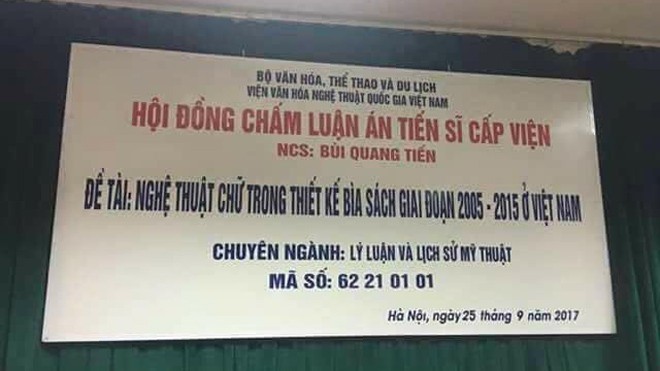 BỘ VĂN HÓA, THỂ THAO VÀ DU LỊCH
VIỆN VĂN HÓA NGHỆ THUẬT QUỐC GIA VIỆT NAM
HỘI ĐỒNG CHẤM LUẬN ÁN TIẾN SĨ CẤP VIỆN
NCS: BÙI QUANG TIẾN
ĐỀ TÀI: NGHỆ THUẬT CHỮ TRONG THIẾT KẾ BÌA SÁCH GIAI ĐOẠN 2005 - 2015 Ở VIỆT NAM
CHUYÊN NGÀNH: LÝ LUẬN VÀ LỊCH SỬ MỸ THUẬT
MÃ SỐ: 62 21 01 01
Hà Nội, ngày 25 tháng 9 năm 2017